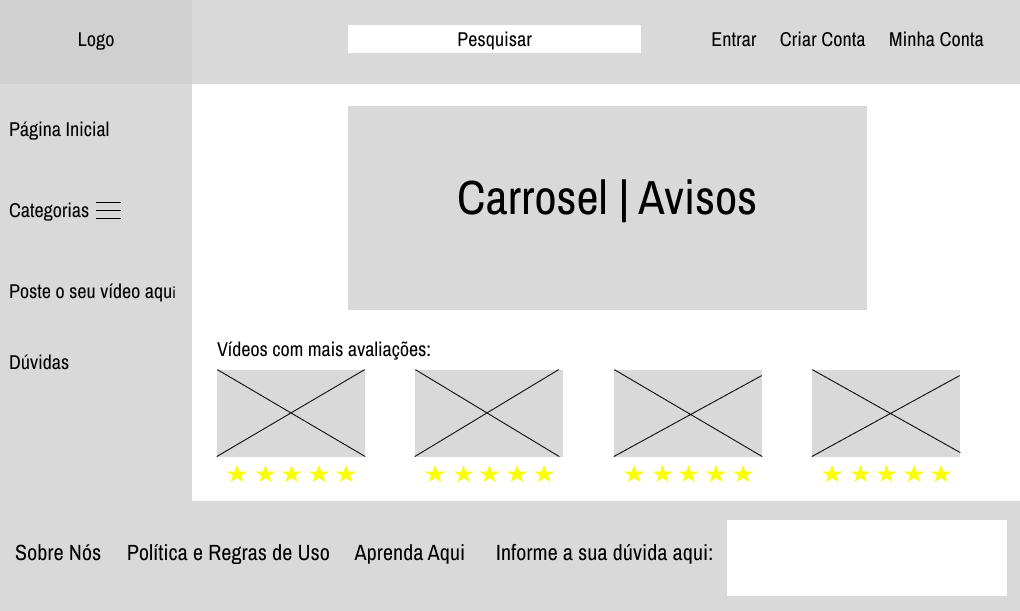 Logo
Pesquisar
Entrar Criar Conta Minha Conta
Página Inicial
Categorias
Poste o seu vídeo aqui
Dúvidas
Carrosel | Avisos
Vídeos com mais avaliações:
Sobre Nós Política e Regras de Uso Aprenda Aqui Informe a sua dúvida aqui: